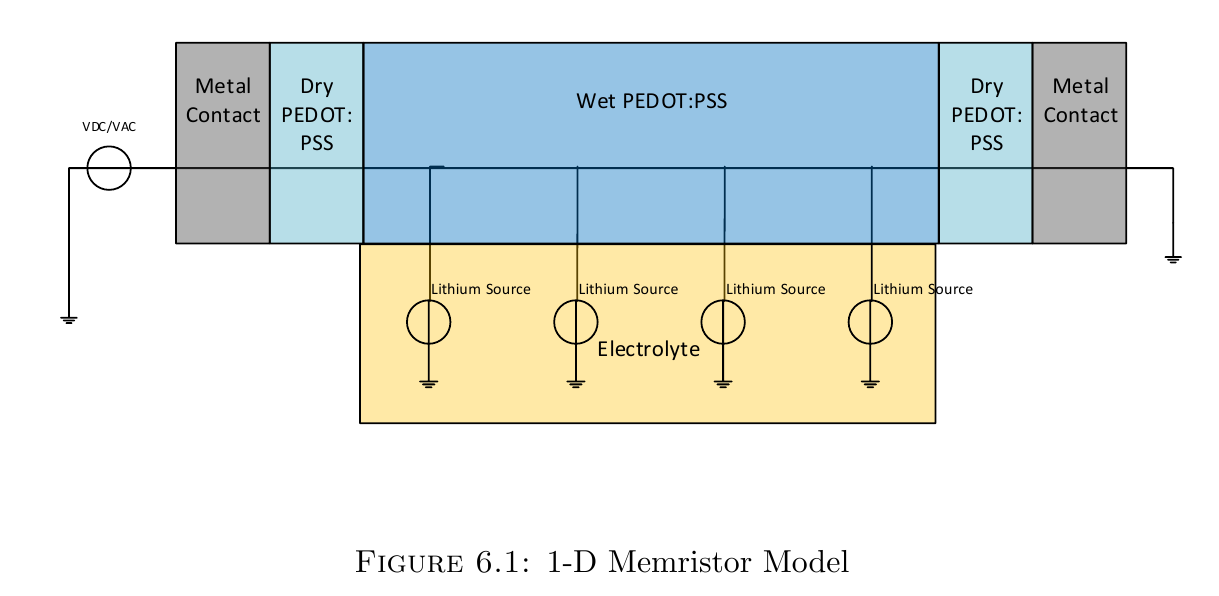 Metal
Contact
Dry
PEDOT:
PSS
Wet PEDOT:PSS
Dry
PEDOT:
PSS
Metal
Contact
VDC/VAC
Lithium Source
Lithium Source
Lithium Source
Lithium Source
Electrolyte
FIGURE 6.1: 1-D Memristor Model